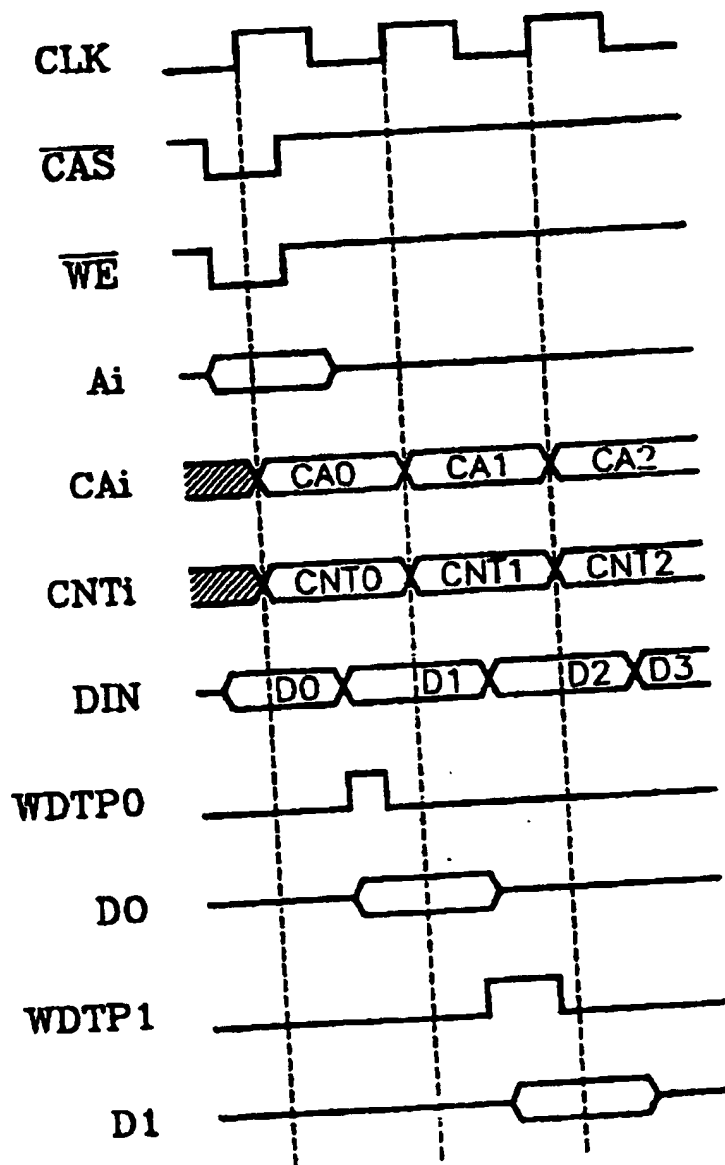 CLK
CAS
WE
Ai
CAi CA0 CA1 CA2
CNTi CNT0 CNT1 CNT2
DIN D0 D1 D2 D3
WDTP0
D0
WDTP1
D1